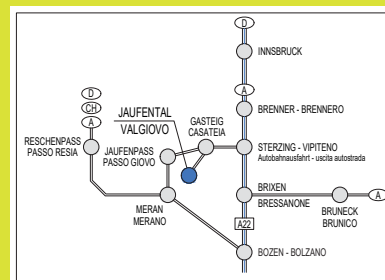 D
INNSBRUCK
D
CH
A
A
BRENNER - BRENNERO
JAUFENTAL
VALGIOVO
GASTEIG
CASATEIA
RESCHENPASS
PASSO RESIA
JAUFENPASS
PASSO GIOVO
STERZING - VIPITENO
Autobahnausfahrt - uscita autostrada
BRIXEN
BRESSANONE
A
BRUNECK
BRUNICO
MERAN
MERANO
A22
BOZEN - BOLZANO